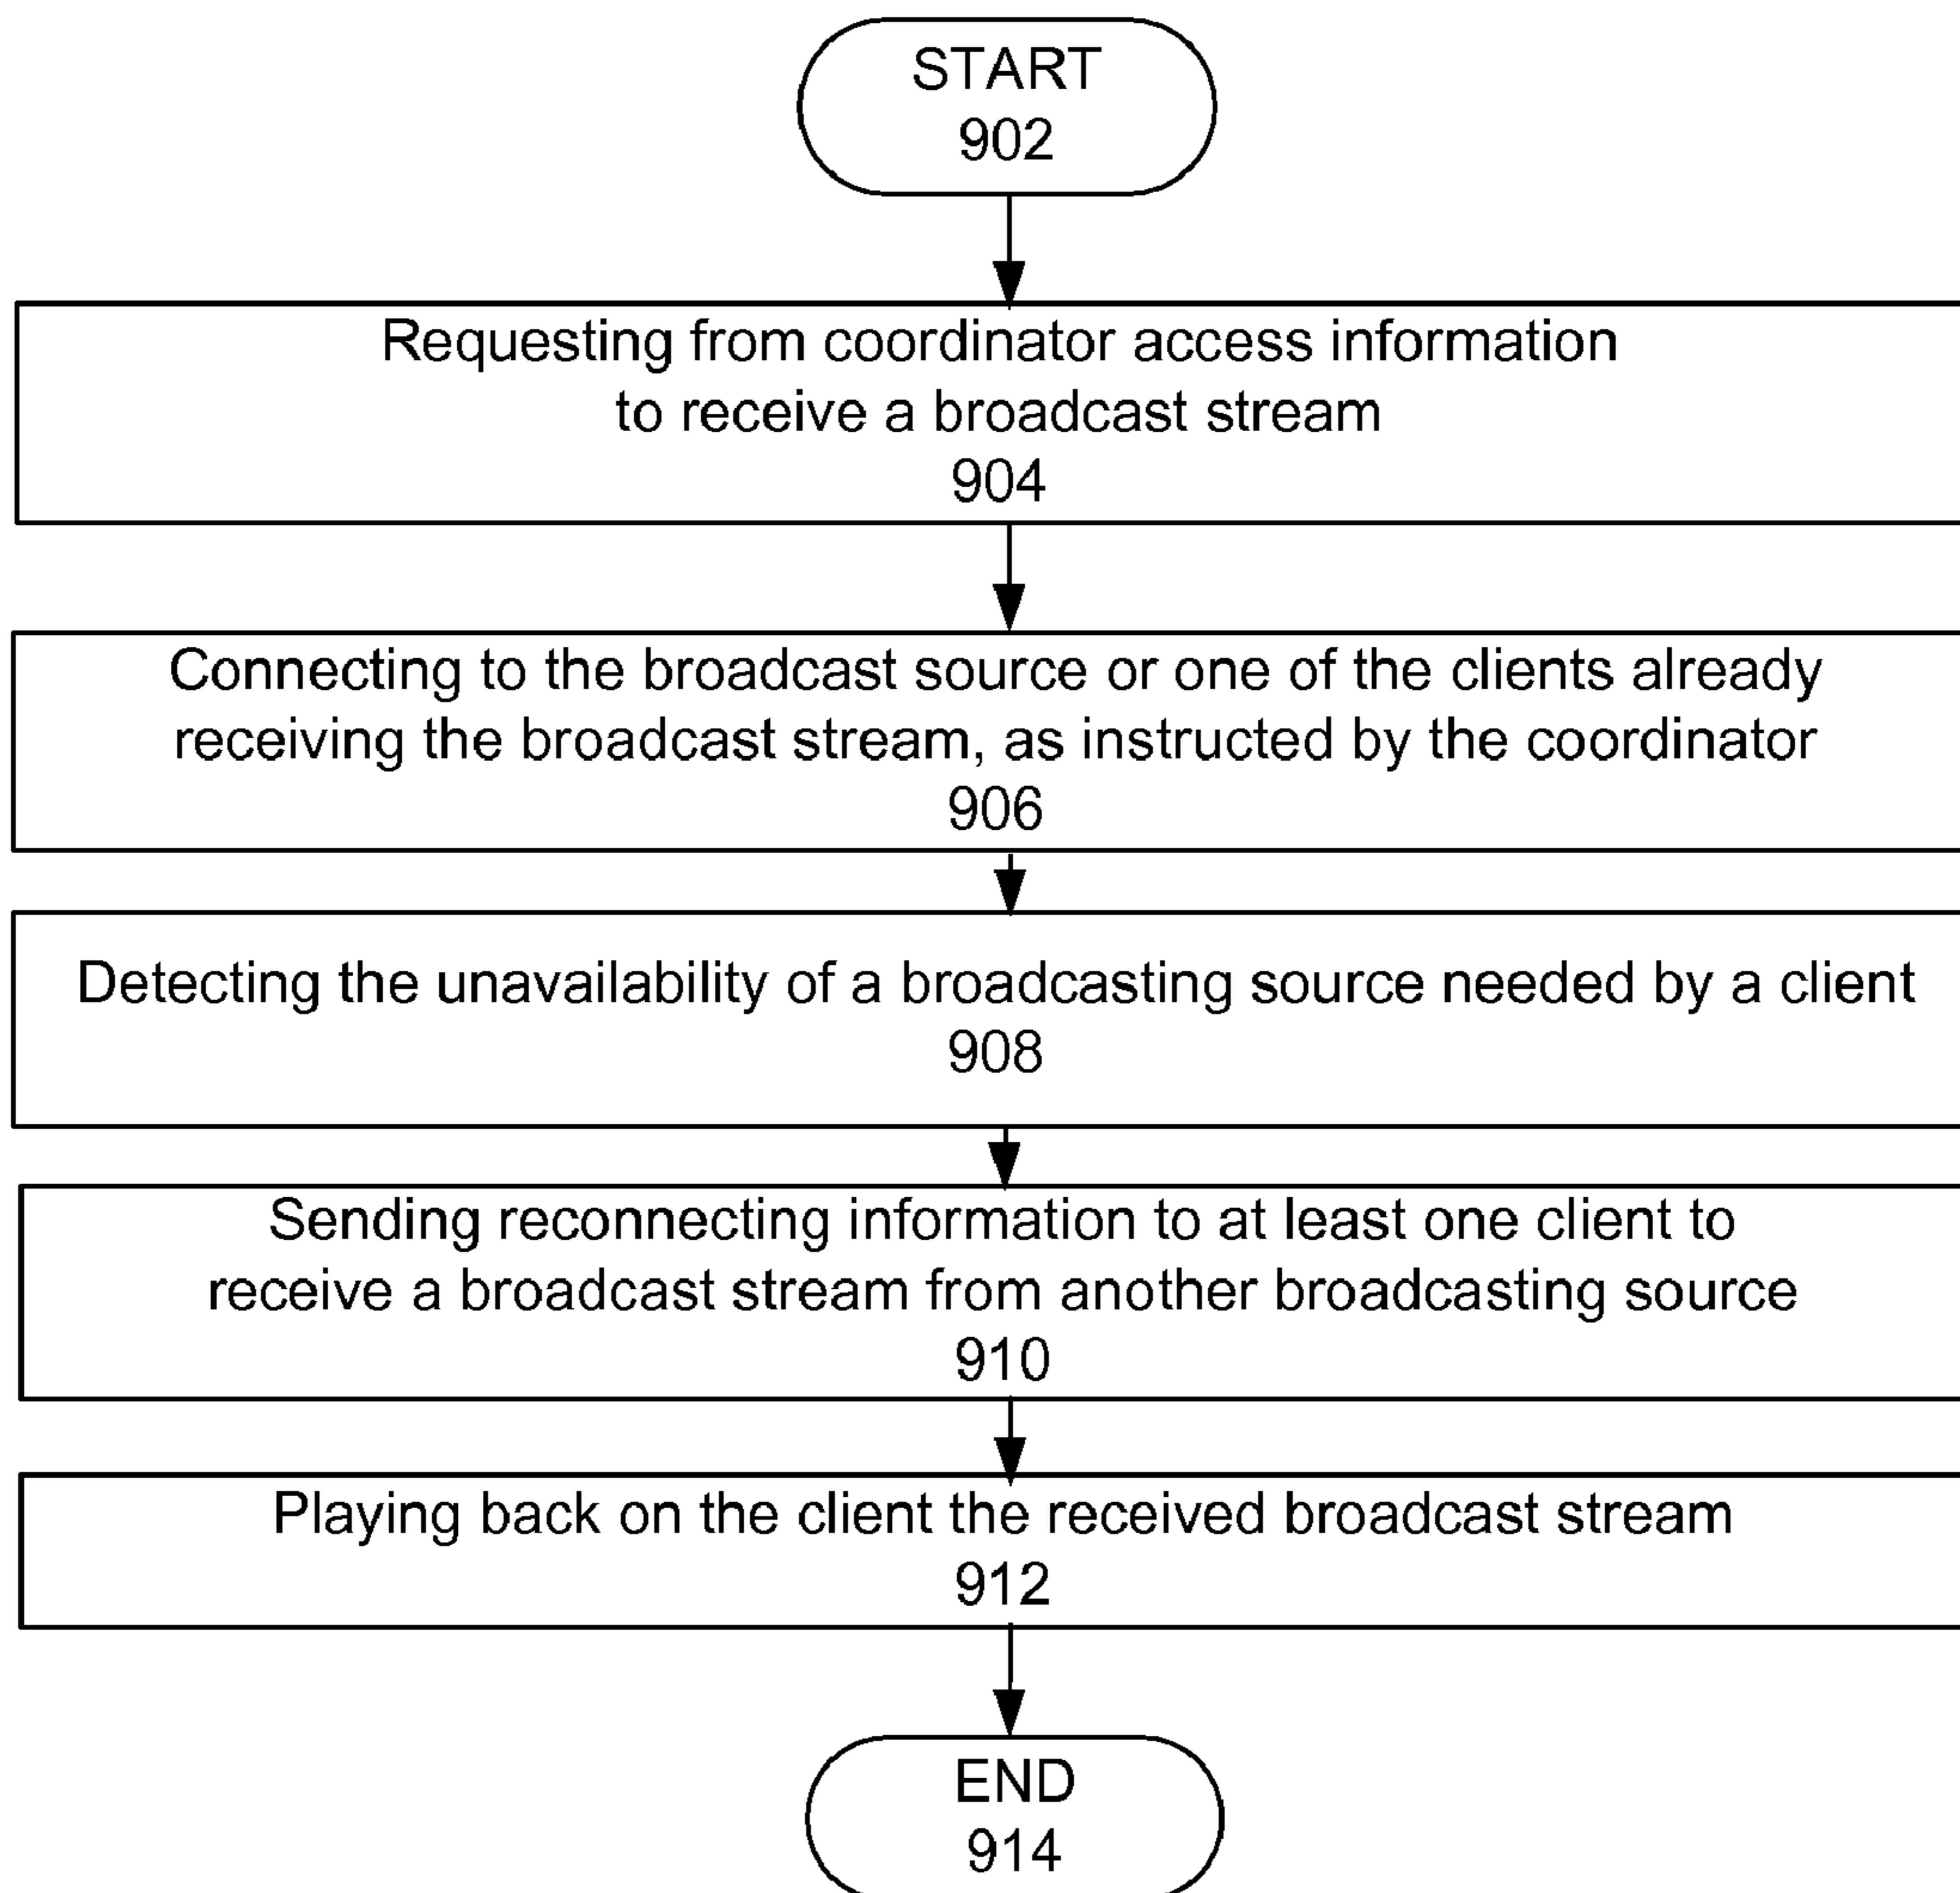 START
902
Requesting from coordinator access information
to receive a broadcast stream
904
Connecting to the broadcast source or one of the clients already
receiving the broadcast stream, as instructed by the coordinator
906
Detecting the unavailability of a broadcasting source needed by a client
908
Sending reconnecting information to at least one client to
receive a broadcast stream from another broadcasting source
910
Playing back on the client the received broadcast stream
912
END
914